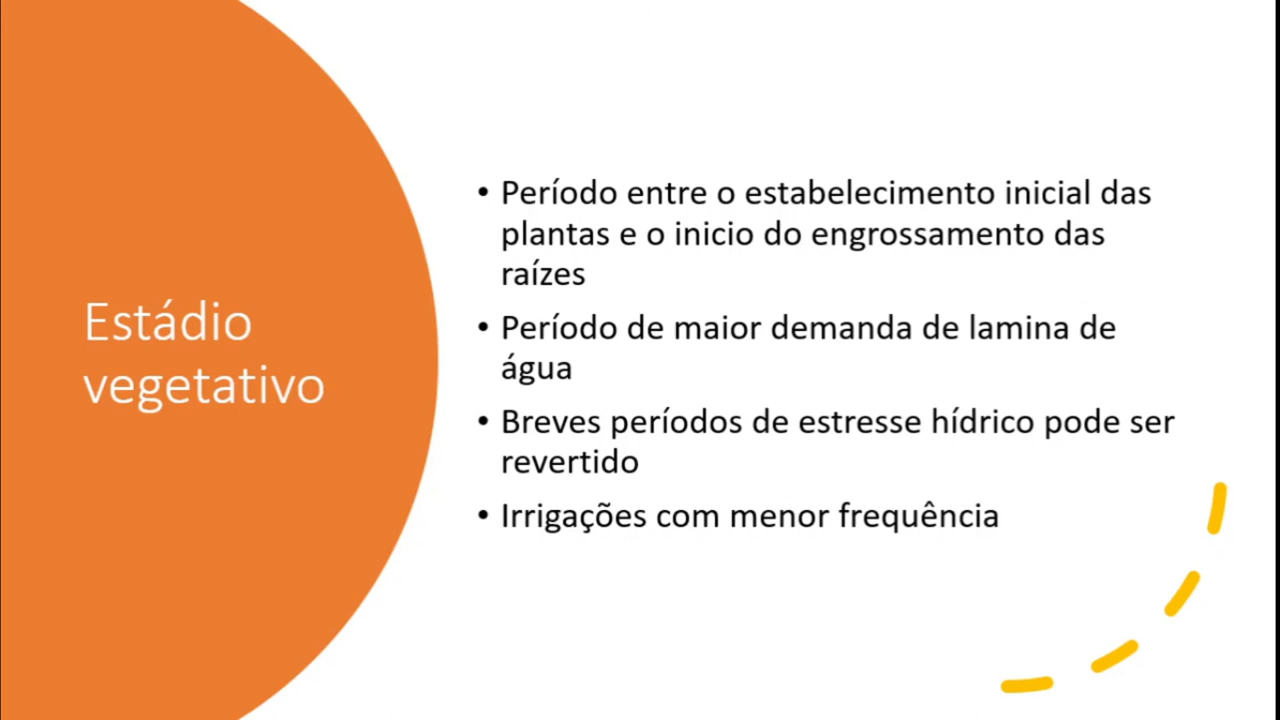 Estádio
vegetativo
• Período entre o estabelecimento inicial das
plantas e o inicio do engrossamento das
raízes
• Período de maior demanda de lamina de
água
• Breves períodos de estresse hídrico pode ser
revertido
• Irrigações com menor frequência